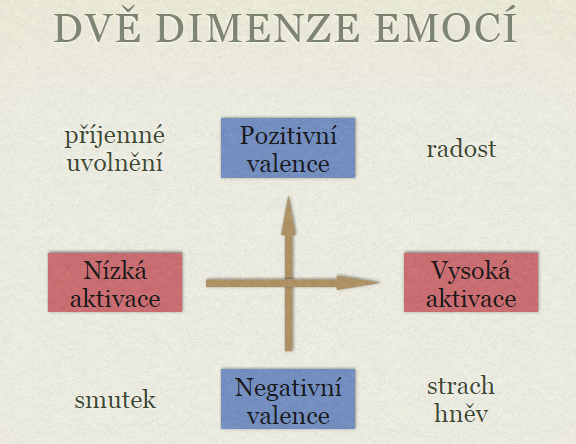 DVĚ DIMENZE EMOCÍ
příjemné
uvolnění
Pozitivní
valence
radost
Nízká
aktivace
Vysoká
aktivace
smutek
Negativní
valence
strach
hněv